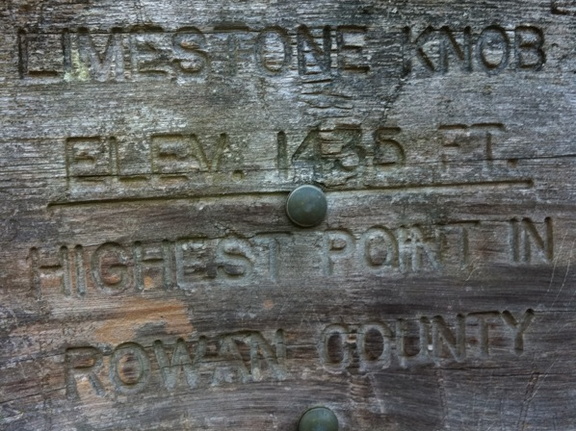 LIMESTONE KNOB
ELEV. 1435 FT.
HIGHEST POINT IN
ROWAN COUNTY